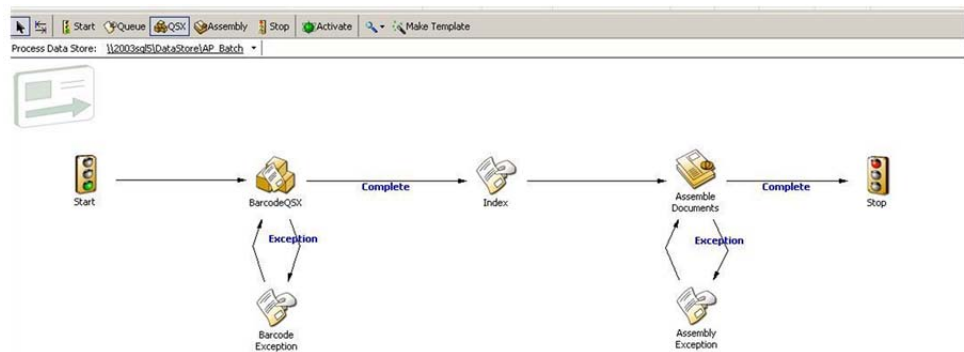 Start Queue QSX Assembly Stop Activate Make Template
Process Data Store: \\2003sql5\DataStore\AP_Batch
Start
BarcodeQSX
Complete
Index
Assemble
Documents
Complete
Stop
Exception
Exception
Barcode
Exception
Assembly
Exception